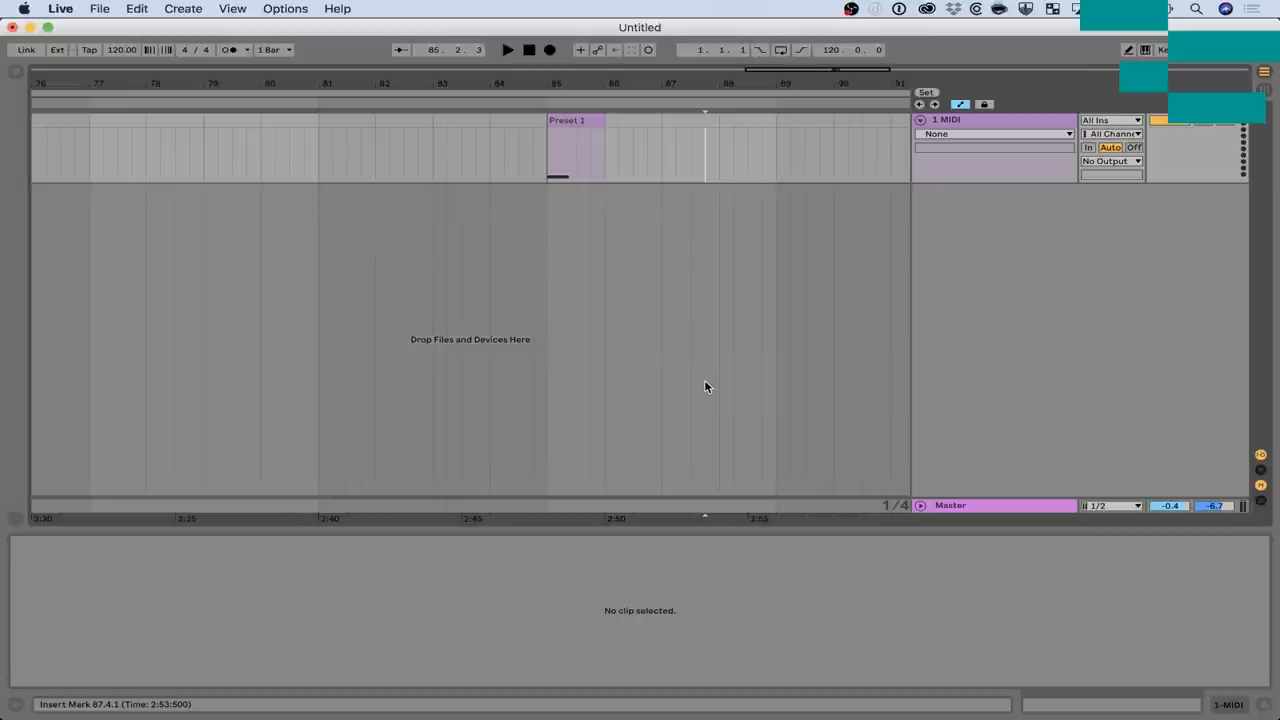 Live File Edit Create View Options Help
Untitled
Link Ext Tap 120.00 4 / 4 1 Bar 85. 2. 3 1. 1. 1 120. 0. 0
76 77 78 79 80 81 82 83 84 85 86 87 88 89 90 91
Set
Preset 1
1 MIDI All Ins
None All Channe
In Auto Off
No Output
Drop Files and Devices Here
1/4
Master 1/2 -0.4 -6.7
2:30 2:35 2:40 2:45 2:50 2:55
No clip selected.
Insert Mark 87.4.1 (Time: 2:53:500)
1-MIDI